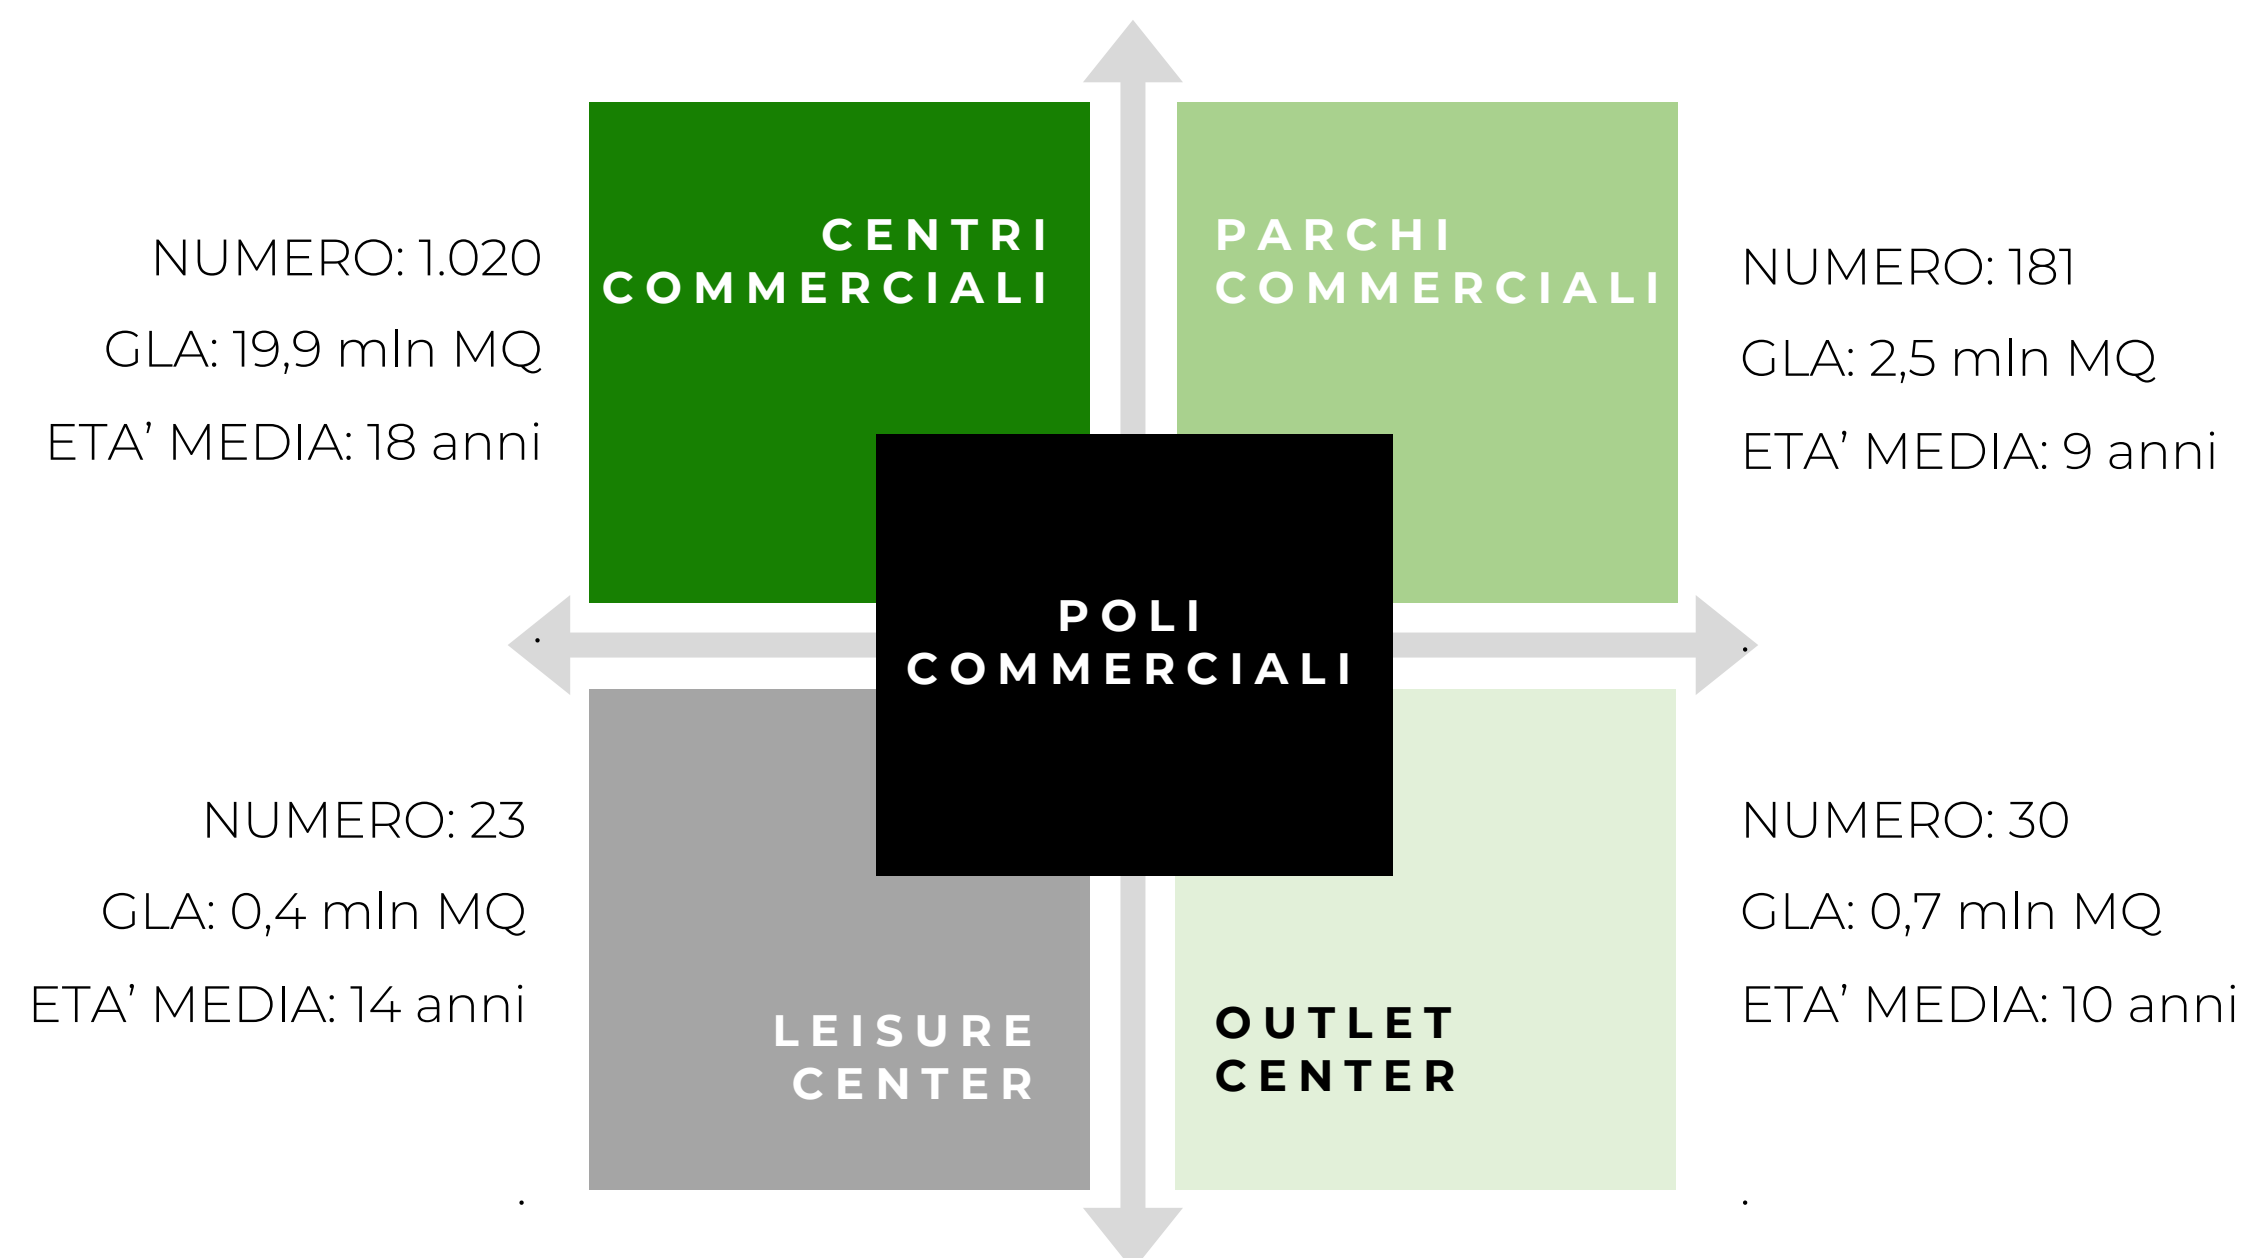 CENTRI
COMMERCIALI
NUMERO: 1.020
GLA: 19,9 mln MQ
ETA’ MEDIA: 18 anni
.
PARCHI
COMMERCIALI
NUMERO: 181
GLA: 2,5 mln MQ
ETA’ MEDIA: 9 anni
.
POLI
COMMERCIALI
NUMERO: 23
GLA: 0,4 mln MQ
ETA’ MEDIA: 14 anni
.
LEISURE
CENTER
OUTLET
CENTER
NUMERO: 30
GLA: 0,7 mln MQ
ETA’ MEDIA: 10 anni
.